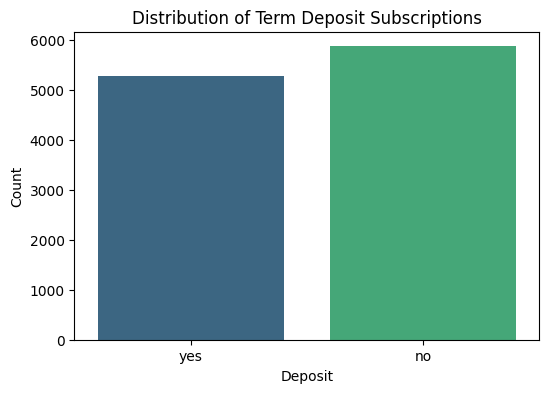 Distribution of Term Deposit Subscriptions
6000
5000
4000
3000
2000
1000
0
Count
yes no
Deposit